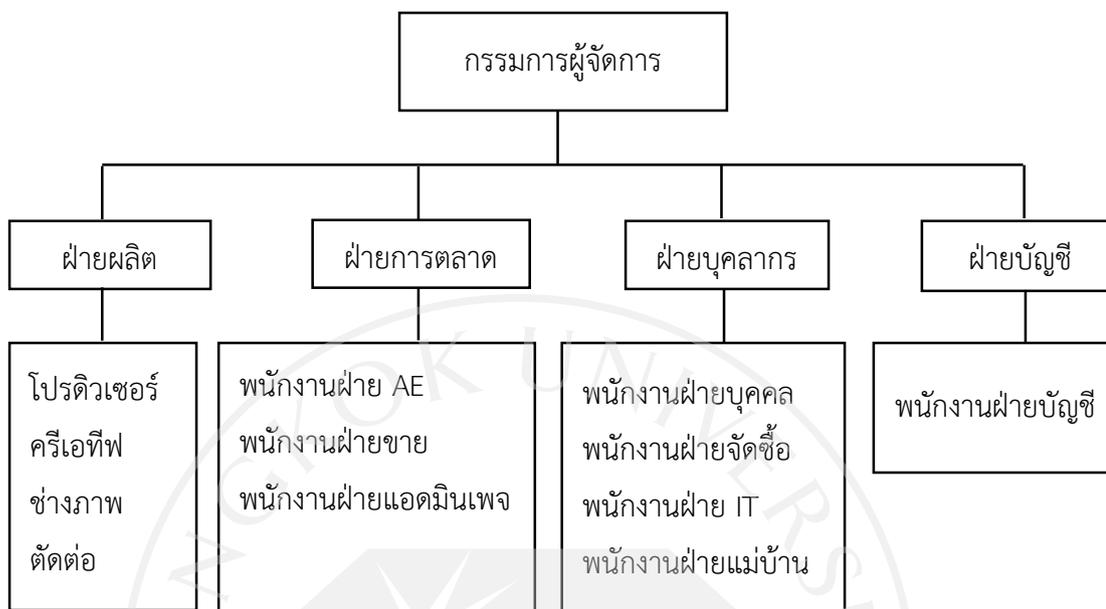 กรรมการผู้จัดการ
ฝ่ายผลิต
ฝ่ายการตลาด
ฝ่ายบุคลากร
ฝ่ายบัญชี
โปรดิวเซอร์
ครีเอทีฟ
ช่างภาพ
ตัดต่อ
พนักงานฝ่าย AE
พนักงานฝ่ายขาย
พนักงานฝ่ายแอดมินเพจ
พนักงานฝ่ายบุคคล
พนักงานฝ่ายจัดซื้อ
พนักงานฝ่าย IT
พนักงานฝ่ายแม่บ้าน
พนักงานฝ่ายบัญชี
NGKOK UNIVERS